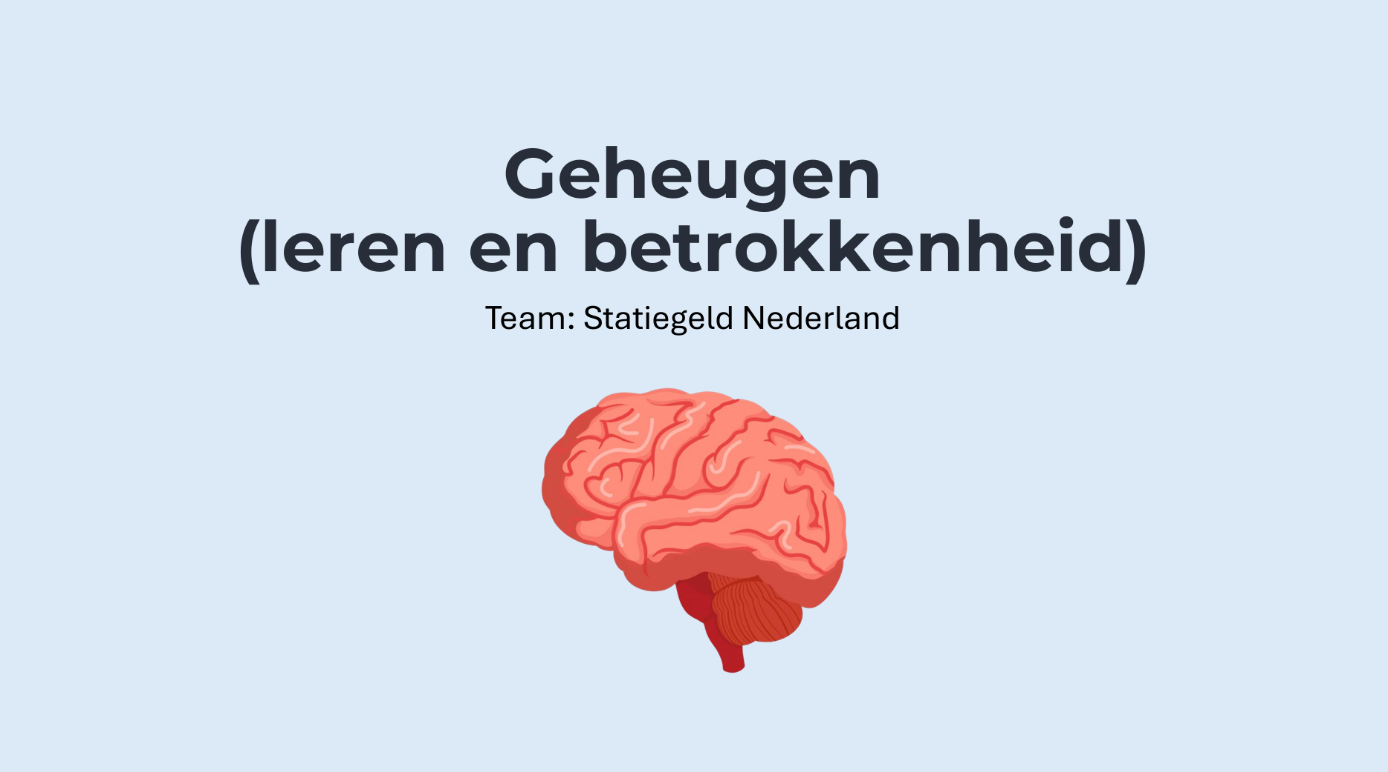 Geheugen
(leren en betrokkenheid)
Team: Statiegeld Nederland